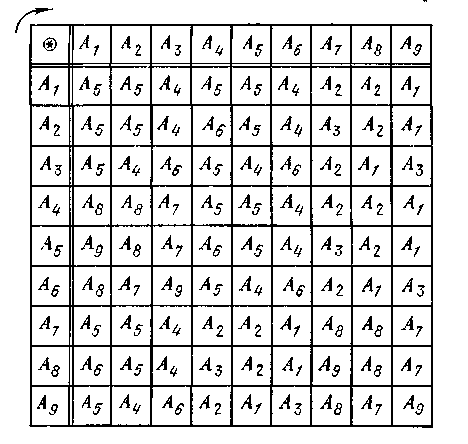 ⊛ A₁ A₂ A₃ A₄ A₅ A₆ A₇ A₈ A₉
A₁ A₅ A₅ A₄ A₅ A₅ A₄ A₂ A₂ A₁
A₂ A₅ A₅ A₄ A₆ A₅ A₄ A₃ A₂ A₁
A₃ A₅ A₄ A₆ A₅ A₄ A₆ A₂ A₁ A₃
A₄ A₈ A₈ A₇ A₅ A₅ A₄ A₂ A₂ A₁
A₅ A₉ A₈ A₇ A₆ A₅ A₄ A₃ A₂ A₁
A₆ A₈ A₇ A₉ A₅ A₄ A₆ A₂ A₁ A₃
A₇ A₅ A₅ A₄ A₂ A₂ A₁ A₈ A₈ A₇
A₈ A₆ A₅ A₄ A₃ A₂ A₁ A₉ A₈ A₇
A₉ A₅ A₄ A₆ A₂ A₁ A₃ A₈ A₇ A₉